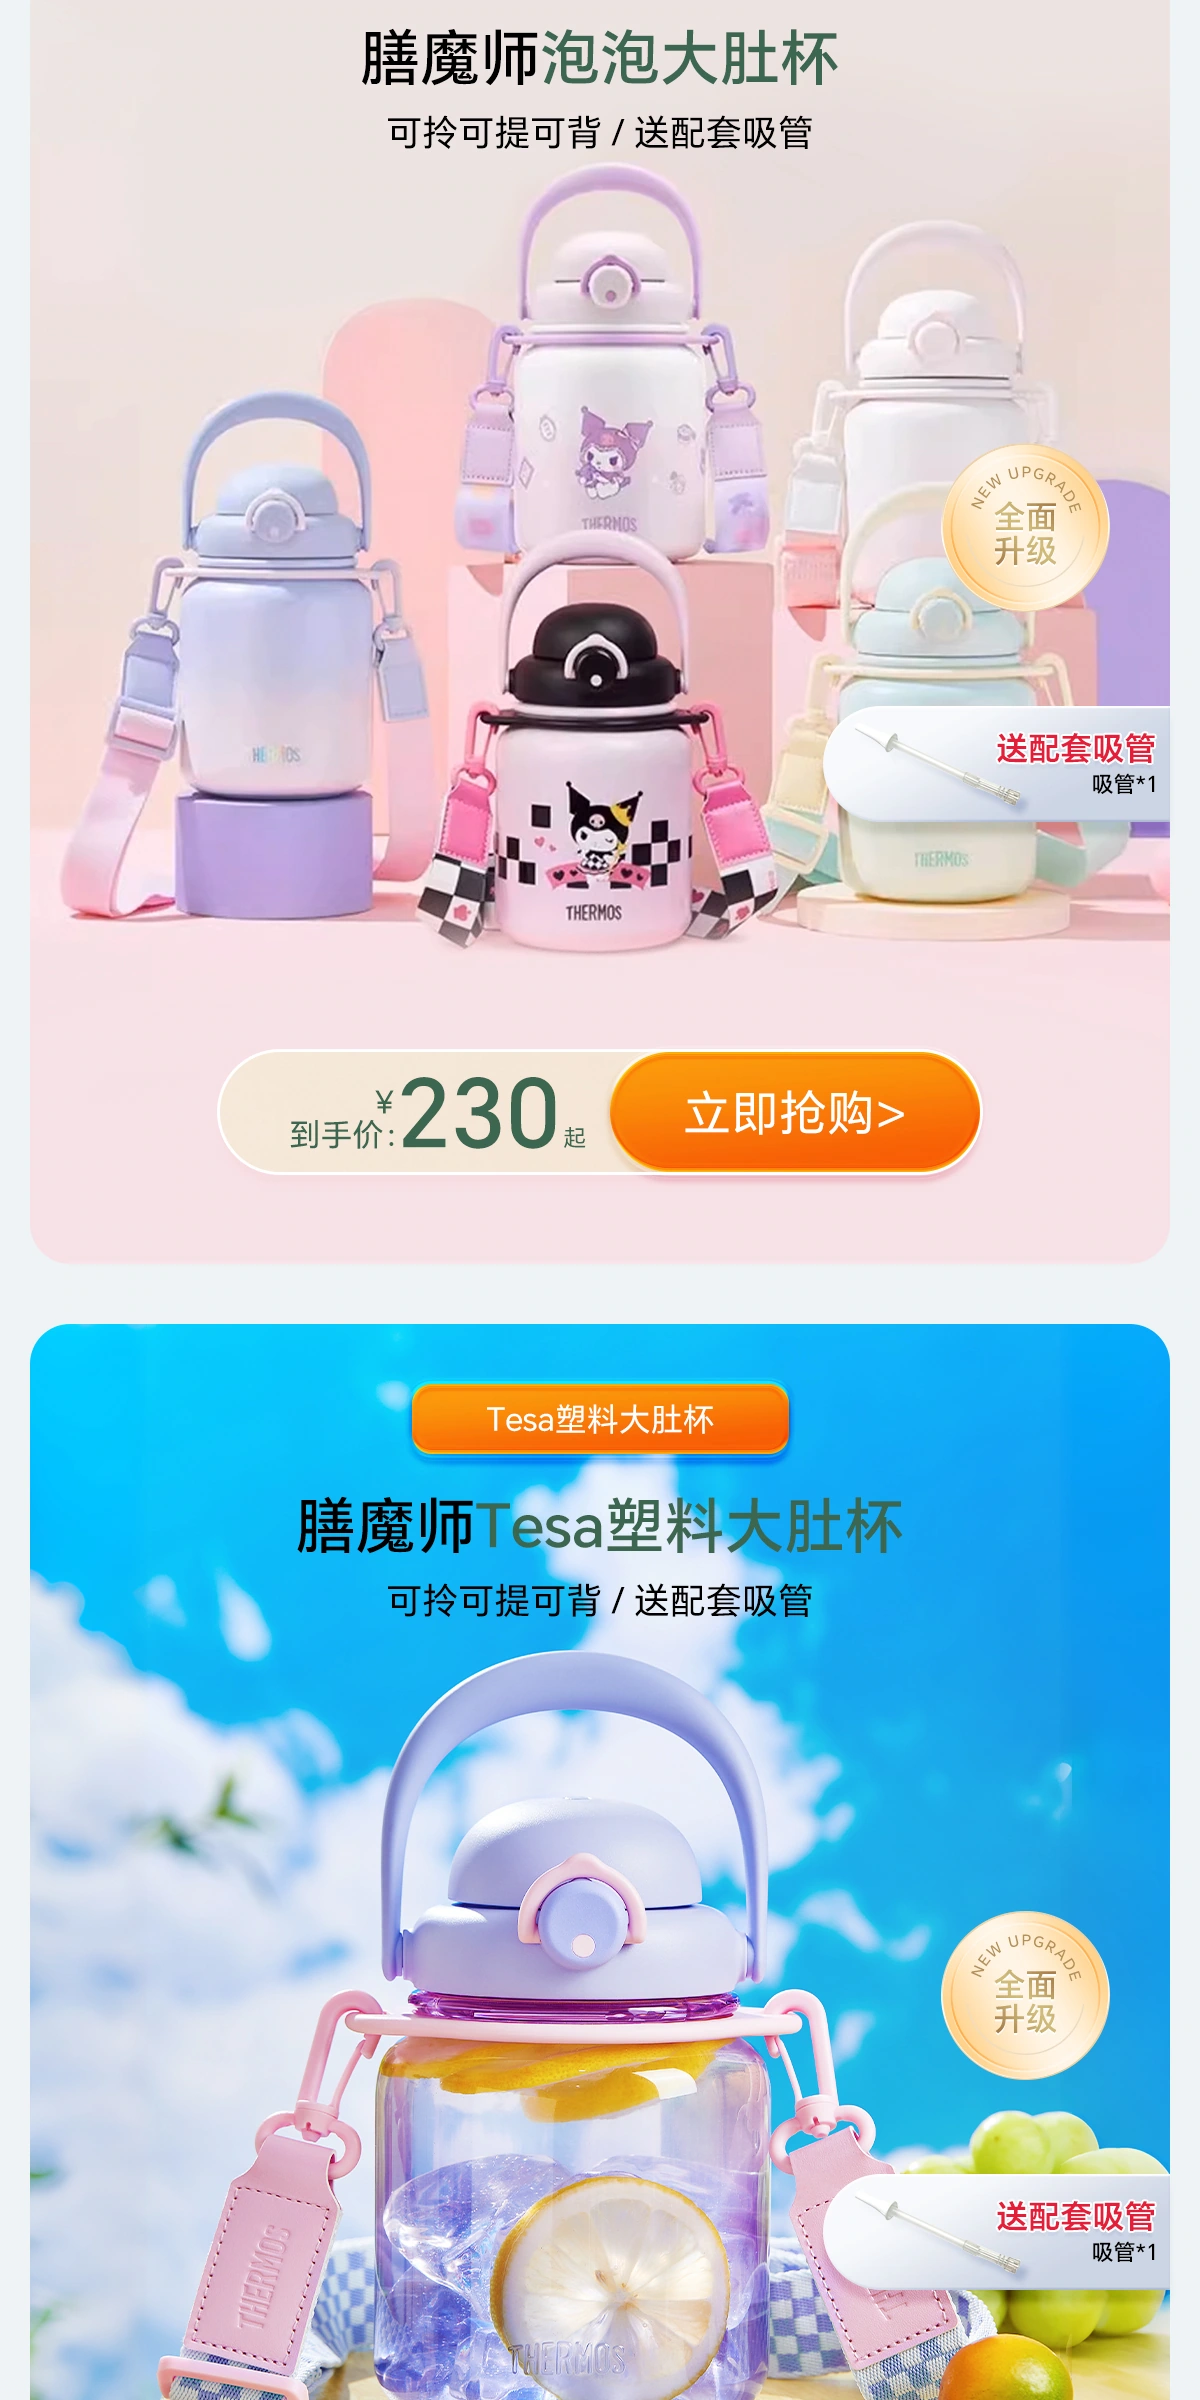 膳魔师泡泡大肚杯
可拎可提可背 / 送配套吸管
THERMOS
NEW UPGRADE
全面
升级
THERMOS
送配套吸管
吸管*1
THERMOS
THERMOS
¥
到手价:230起
立即抢购>
Tesa塑料大肚杯
膳魔师Tesa塑料大肚杯
可拎可提可背 / 送配套吸管
NEW UPGRADE
全面
升级
送配套吸管
吸管*1
THERMOS
THERMOS